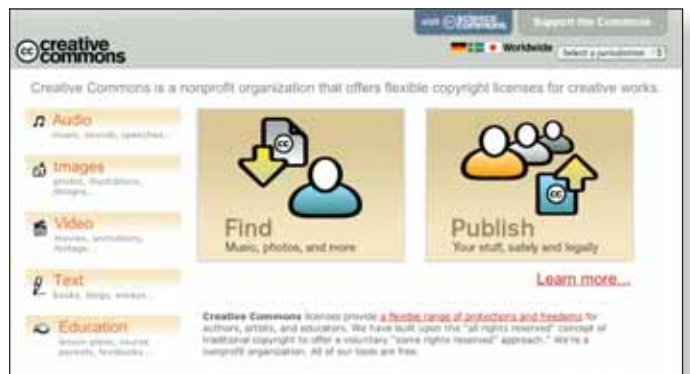 visit science commons
Support the Commons
cc creative commons
Worldwide
Select a jurisdiction
Creative Commons is a nonprofit organization that offers flexible copyright licenses for creative works.
Audio
music, sounds, speeches...
Images
photos, illustrations,
designs...
Video
movies, animations,
footage...
Text
books, blogs,
Education
lesson plans, course
packets, textbooks...
cc
Find
Music, photos, and more
cc
Publish
Your stuff, safely and legally
Learn more...
Creative Commons licenses provide a flexible range of protections and freedoms for
authors, artists, and educators. We have built upon the "all rights reserved" concept of
traditional copyright to offer a voluntary "some rights reserved" approach." We're a
nonprofit organization. All of our tools are free.